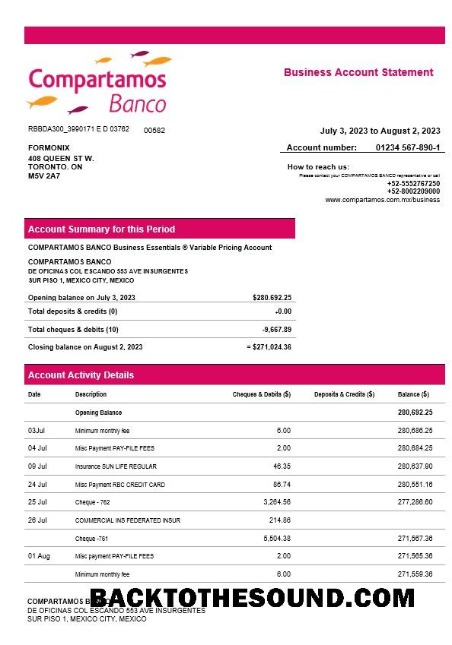 Compartamos
Banco
Business Account Statement
RBBDA300_3990171 E D 03762 00582
July 3, 2023 to August 2, 2023
FORMONIX
408 QUEEN ST W.
TORONTO. ON
M5V 2A7
Account number: 01234 567-890-1
How to reach us:
Please contact your COMPARTAMOS BANCO representative or call
+52-5552767250
+52-8002209000
www.compartamos.com.mx/business
Account Summary for this Period
COMPARTAMOS BANCO Business Essentials ® Variable Pricing Account
COMPARTAMOS BANCO
DE OFICINAS COL ESCANDO 553 AVE INSURGENTES
SUR PISO 1, MEXICO CITY, MEXICO
Opening balance on July 3, 2023 $280.692.25
Total deposits & credits (0) +0.00
Total cheques & debits (10) -9,667.89
Closing balance on August 2, 2023 = $271,024.36
Account Activity Details
Date Description Cheques & Debits ($) Deposits & Credits ($) Balance ($)
Opening Balance 280,692.25
03Jul Minimum monthly fee 6.00 280,686.25
04 Jul Misc Payment PAY-FILE FEES 2.00 280,684.25
09 Jul Insurance SUN LIFE REGULAR 46.35 280,637.90
24 Jul Misc Payment RBC CREDIT CARD 86.74 280,551.16
25 Jul Cheque - 762 3,264.56 277,286.60
26 Jul COMMERCIAL INS FEDERATED INSUR 214.86
Cheque -761 5,504.38 271,567.36
01 Aug Misc payment PAY-FILE FEES 2.00 271,565.36
Minimum monthly fee 6.00 271,559.36
COMPARTAMOS
BACKTOTHESOUND.COM
DE OFICINAS COL ESCANDO 553 AVE INSURGENTES
SUR PISO 1, MEXICO CITY, MEXICO